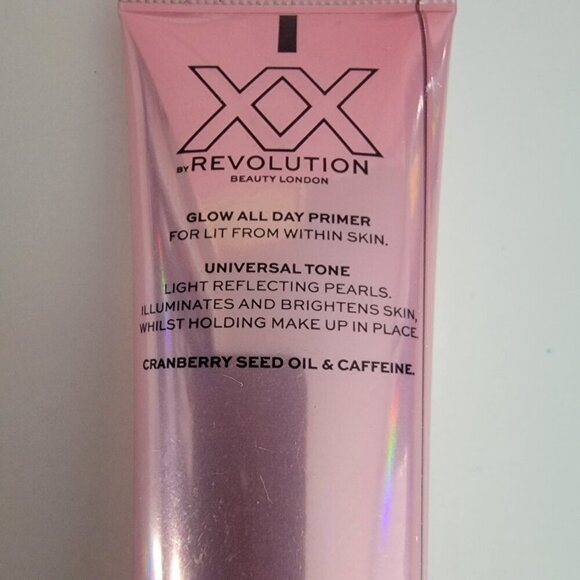 XX
BY REVOLUTION
BEAUTY LONDON
GLOW ALL DAY PRIMER
FOR LIT FROM WITHIN SKIN.
UNIVERSAL TONE
LIGHT REFLECTING PEARLS.
ILLUMINATES AND BRIGHTENS SKIN,
WHILST HOLDING MAKE UP IN PLACE.
CRANBERRY SEED OIL & CAFFEINE.